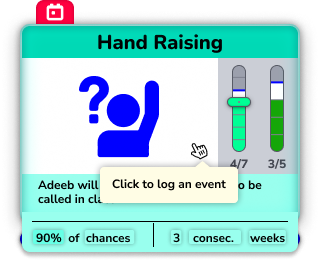 Hand Raising
4/7 3/5
Adeeb will to be
Click to log an event
called in
90% of chances 3 consec. weeks